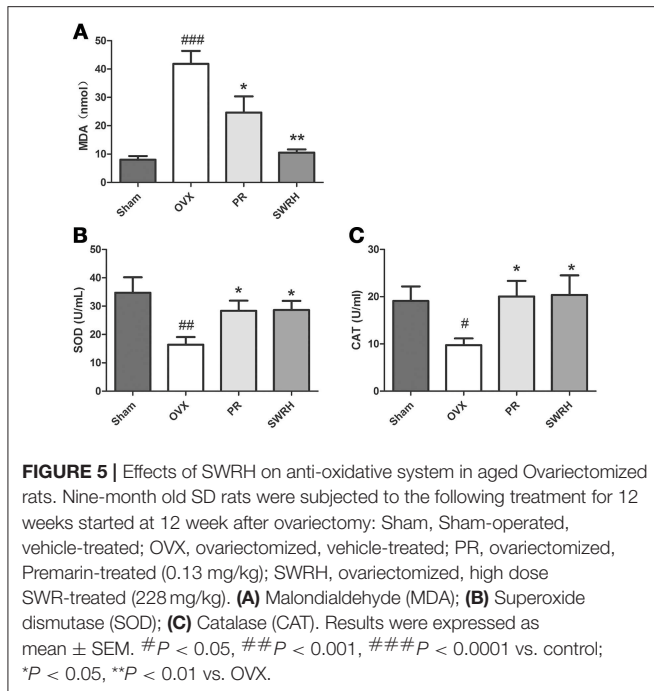 A
###
*
**
MDA (nmol)
50
40
30
20
10
0
Sham
OVX
PR
SWRH
B
##
*
*
SOD (U/mL)
50
40
30
20
10
0
Sham
OVX
PR
SWRH
C
#
*
*
CAT (U/ml)
30
20
10
0
Sham
OVX
PR
SWRH
FIGURE 5 | Effects of SWRH on anti-oxidative system in aged Ovariectomized
rats. Nine-month old SD rats were subjected to the following treatment for 12
weeks started at 12 week after ovariectomy: Sham, Sham-operated,
vehicle-treated; OVX, ovariectomized, vehicle-treated; PR, ovariectomized,
Premarin-treated (0.13 mg/kg); SWRH, ovariectomized, high dose
SWR-treated (228 mg/kg). (A) Malondialdehyde (MDA); (B) Superoxide
dismutase (SOD); (C) Catalase (CAT). Results were expressed as
mean ± SEM. #P < 0.05, ##P < 0.001, ###P < 0.0001 vs. control;
*P < 0.05, **P < 0.01 vs. OVX.